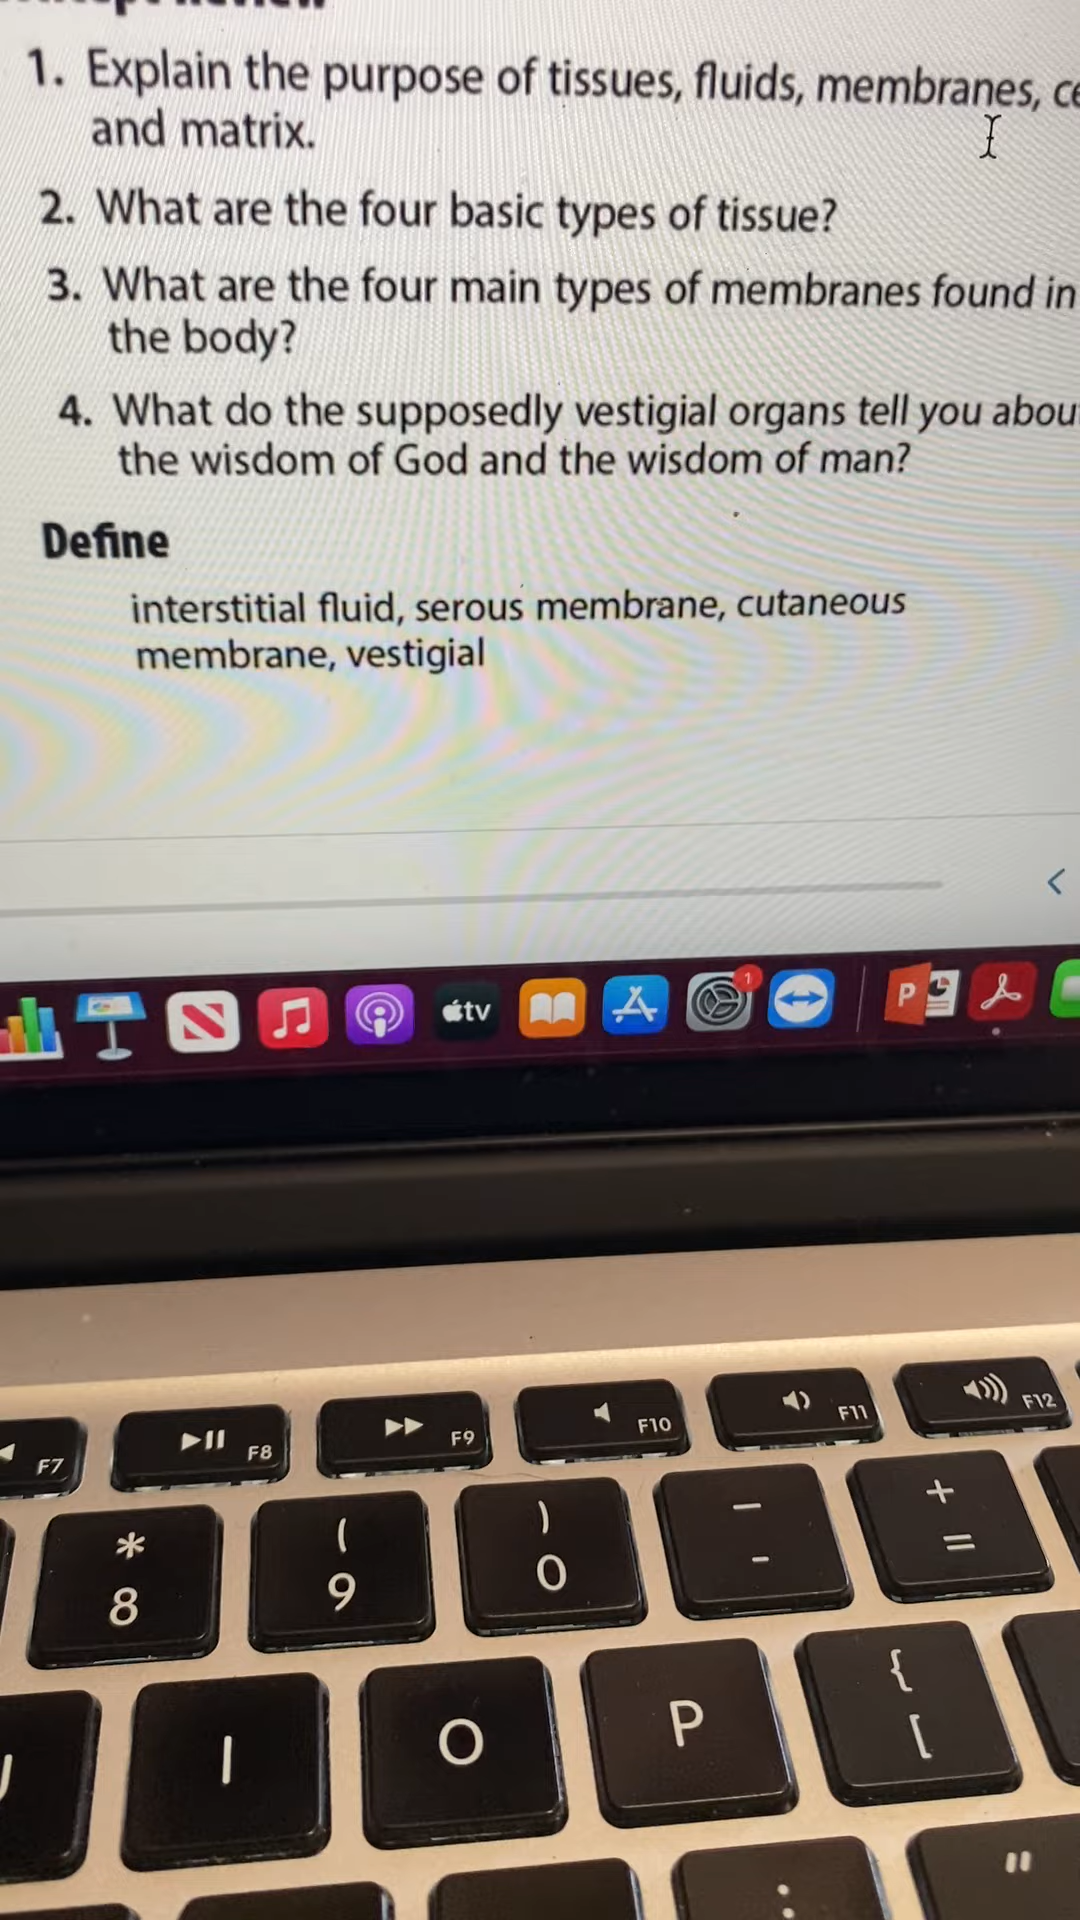 1. Explain the purpose of tissues, fluids, membranes,
and matrix.
2. What are the four basic types of tissue?
3. What are the four main types of membranes found in
the body?
4. What do the supposedly vestigial organs tell you
the wisdom of God and the wisdom of man?
Define
interstitial fluid, serous membrane, cutaneous
membrane, vestigial
1
tv
P
F7
F8
F9
F10
F11
F12
*
8
(
9
)
0
_
-
+
=
I
O
P
{
[
:
"